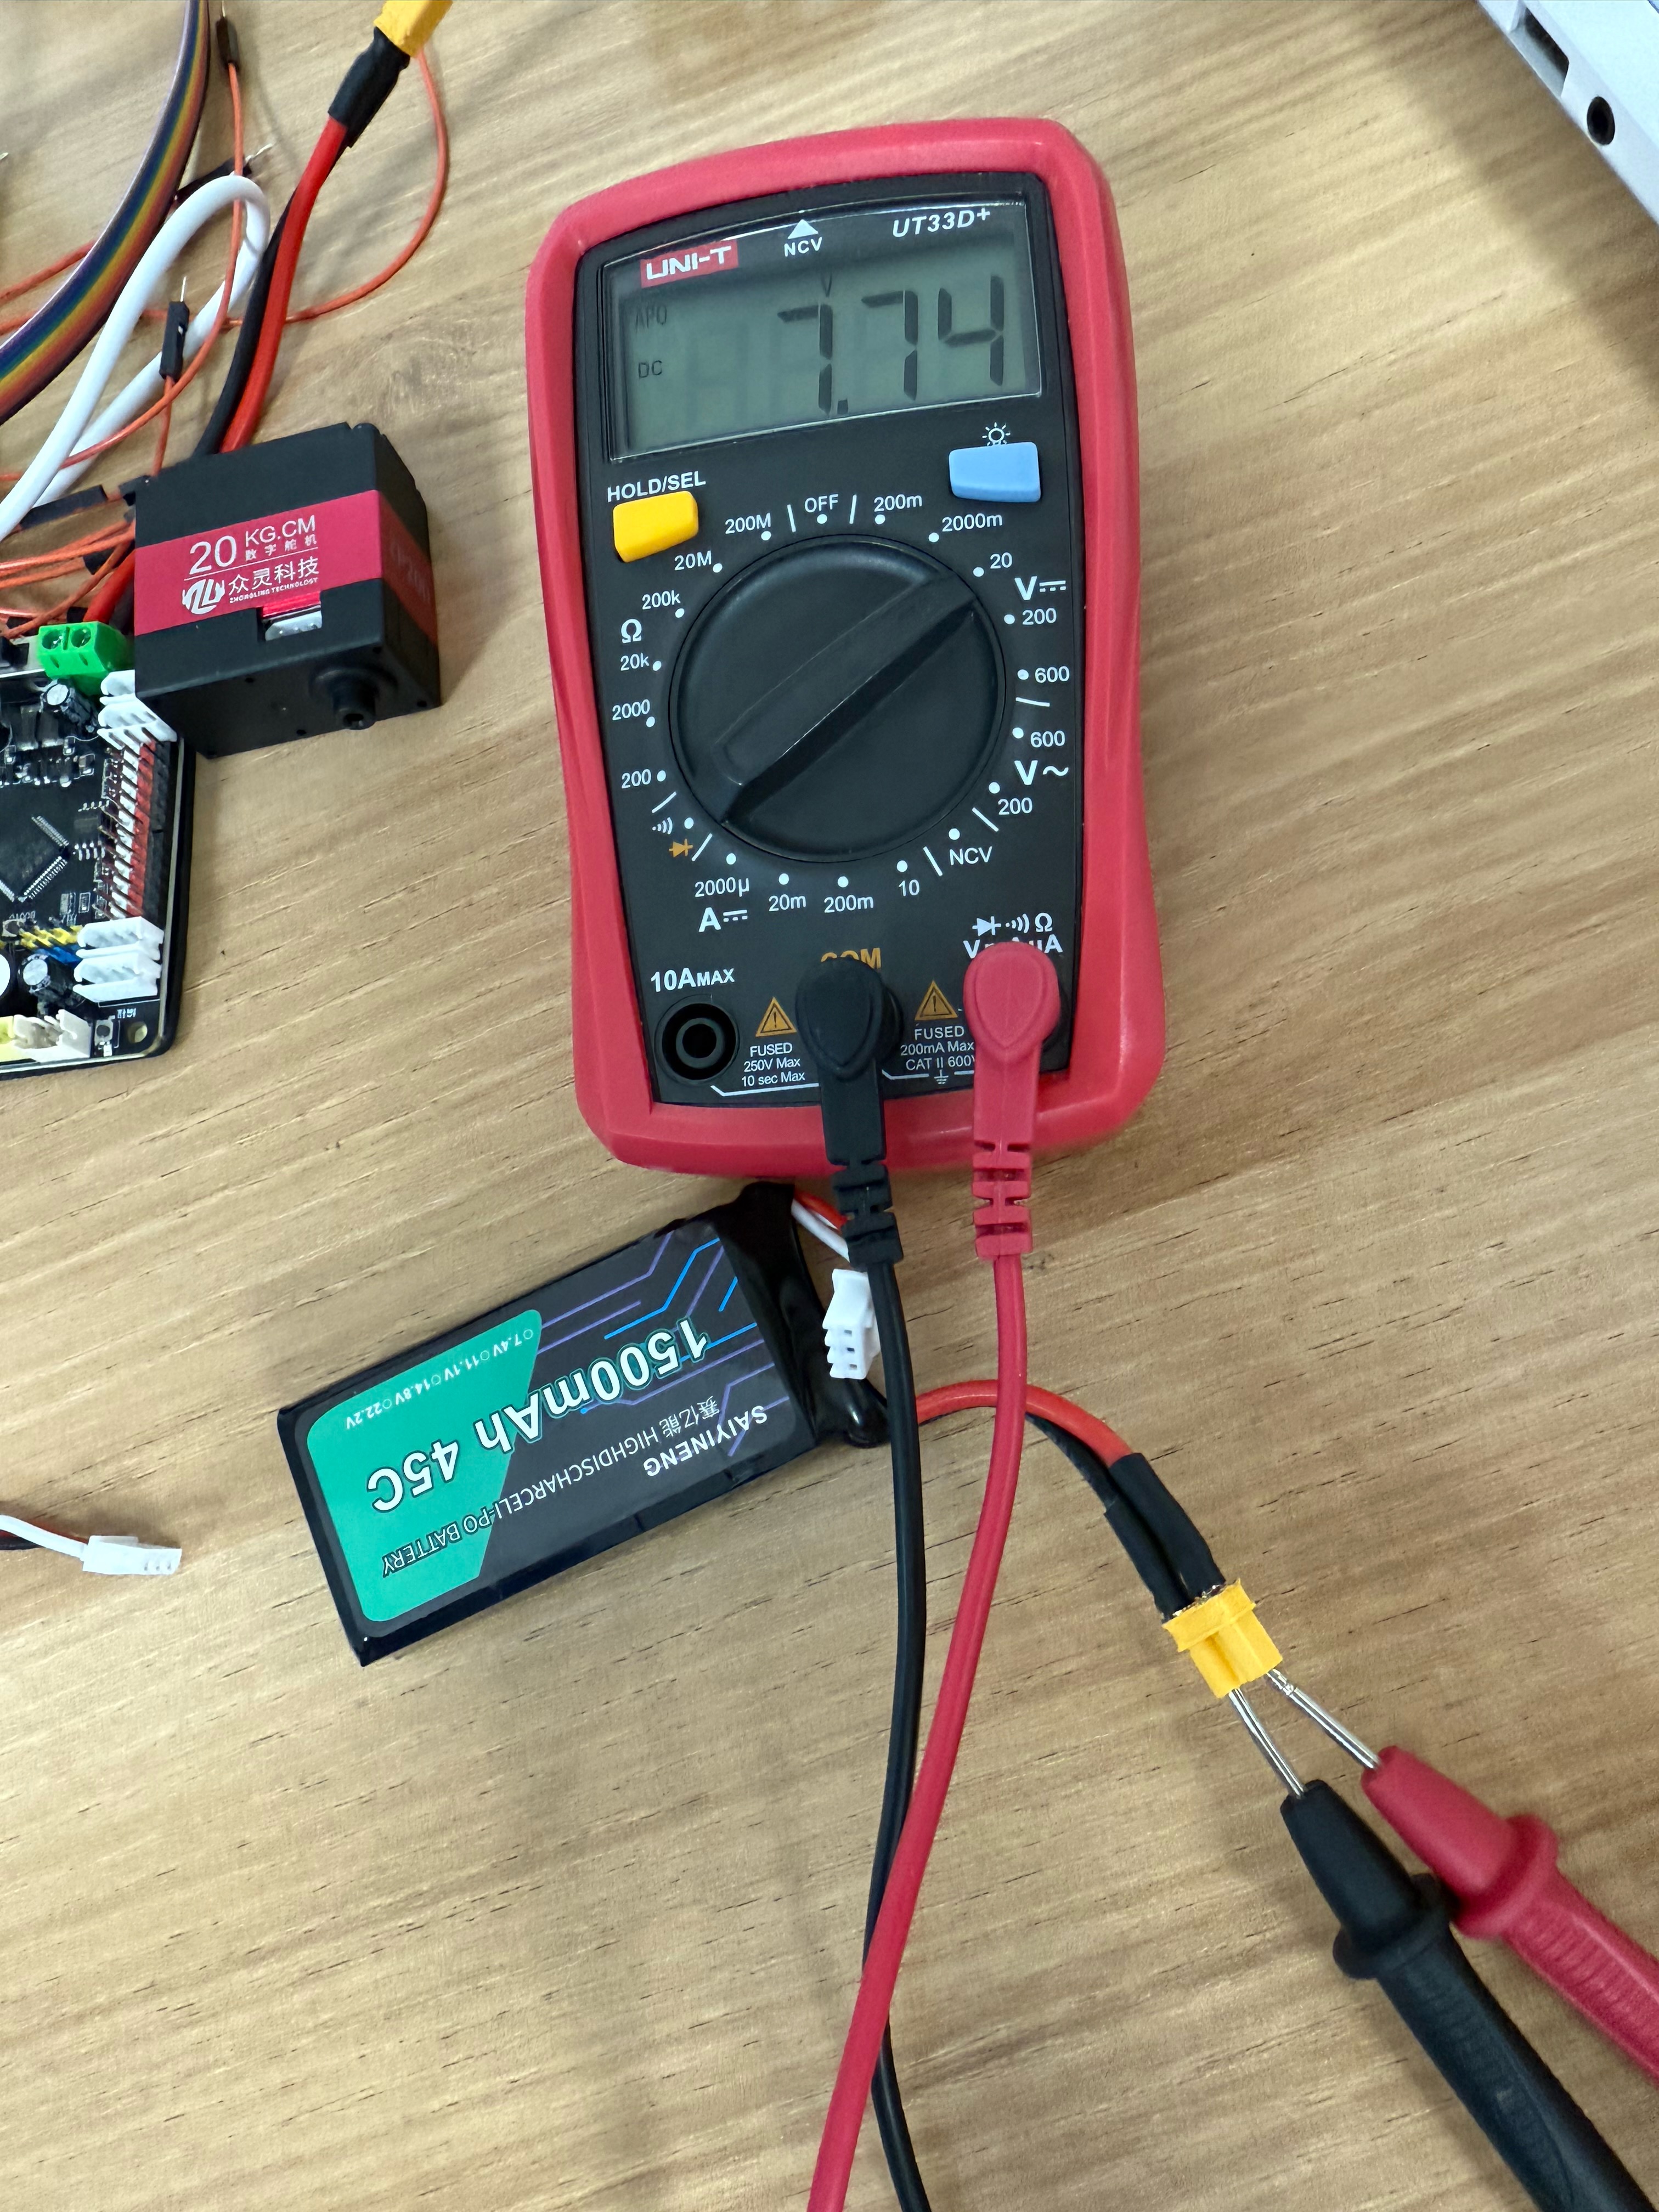 UNI-T
NCV
UT33D+
APO
V
DC
7.74
HOLD/SEL
OFF
200m
2000m
20
V⎓
200
600
600
V～
200
NCV
10
200m
20m
2000μ
A⎓
200
2000
20k
Ω
200k
20M
200M
Ω
COM
10AMAX
FUSED
250V Max
10 sec Max
FUSED
200mA Max
CAT II 600V
20 KG.CM
数字舵机
众灵科技
ZHONGLING TECHNOLOGY
SAIYINENG
赛亿能 HIGHDISCHARCELI-PO BATTERY
1500mAh 45C
○7.4V○11.1V○14.8V○22.2V